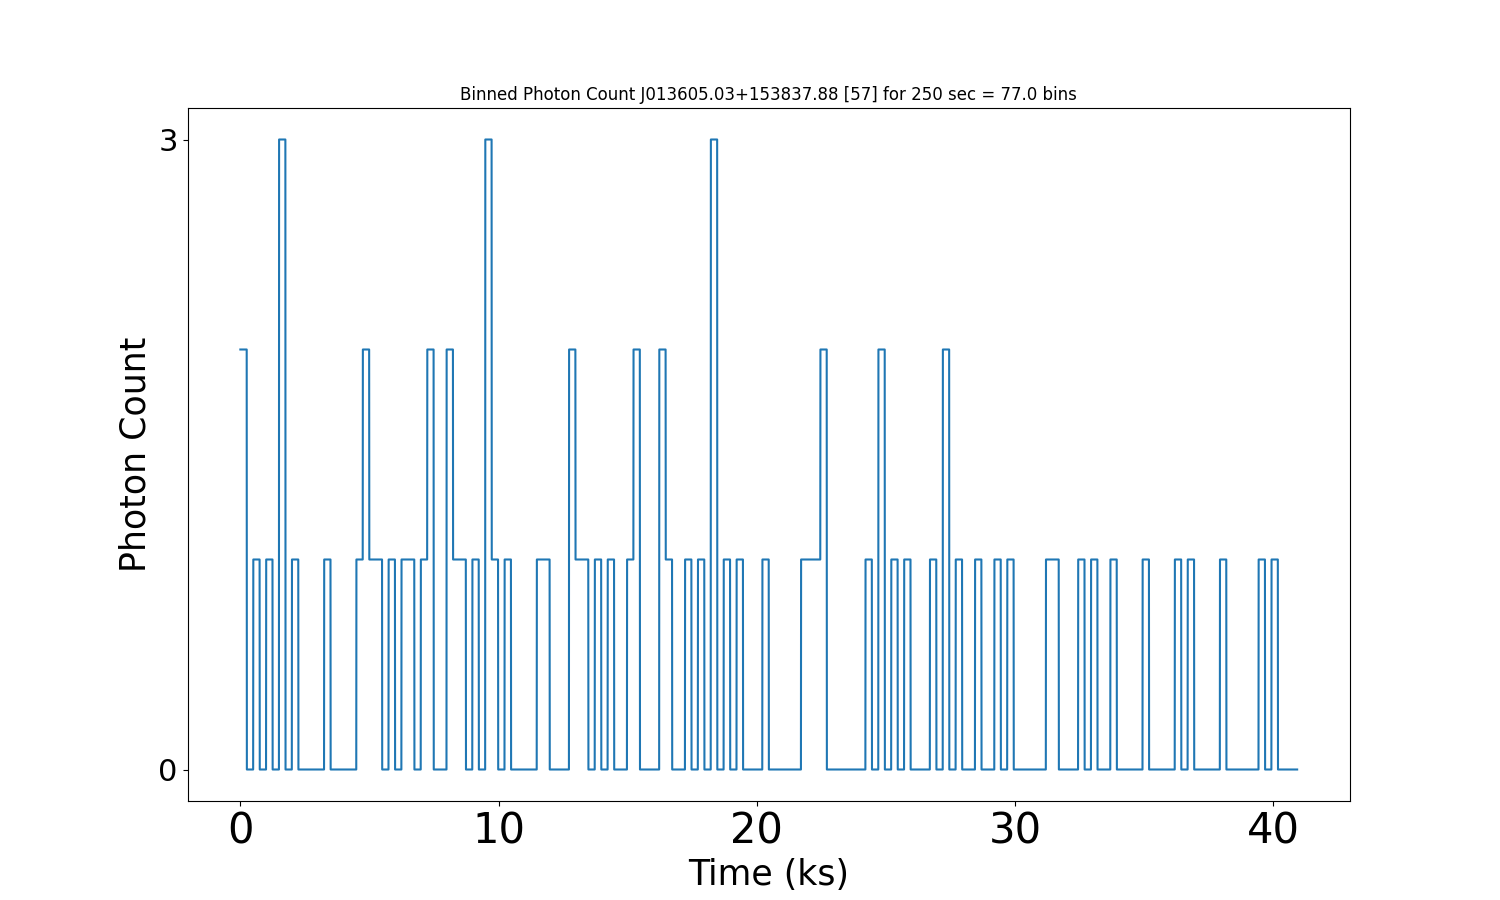 Binned Photon Count J013605.03+153837.88 [57] for 250 sec = 77.0 bins
3
Photon Count
0
0 10 20 30 40
Time (ks)